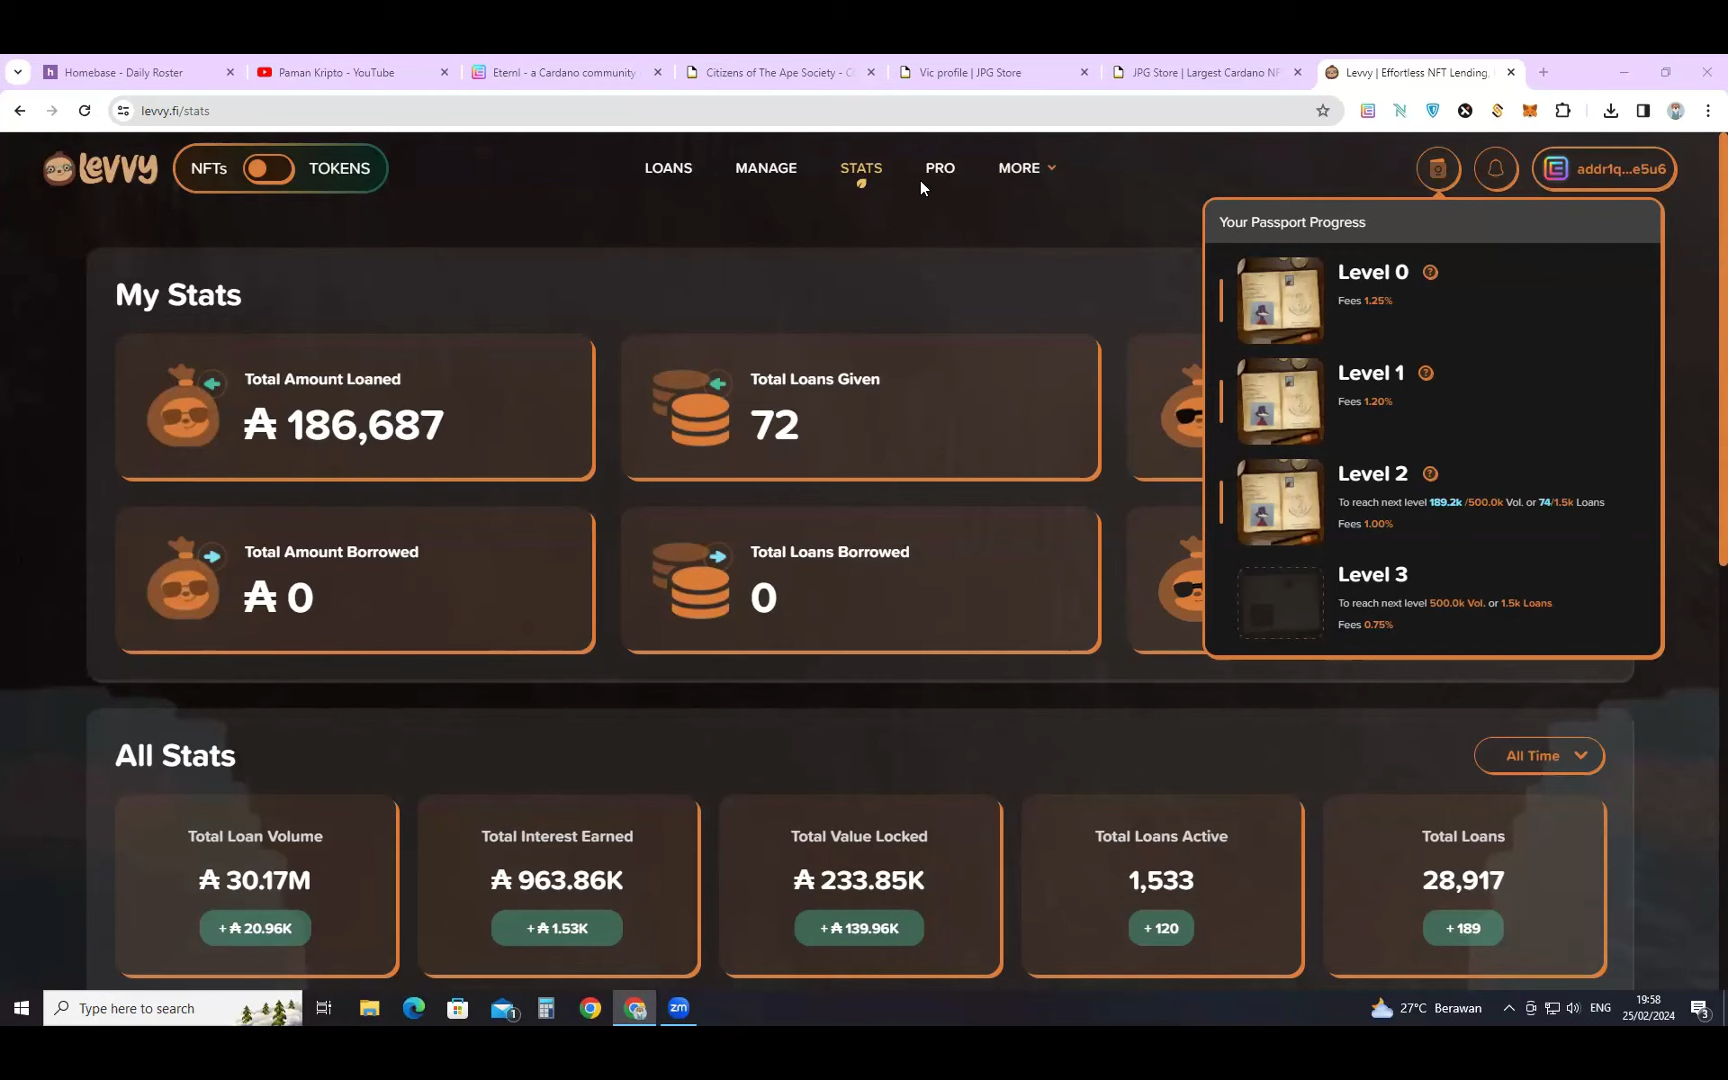 Homebase - Daily Roster
Paman Kripto - YouTube
Eternl - a Cardano community
Citizens of The Ape Society - C
Vic profile | JPG Store
JPG Store | Largest Cardano NF
Levvy | Effortless NFT Lending,
levvy.fi/stats
levvy
NFTs
TOKENS
LOANS
MANAGE
STATS
PRO
MORE
addr1q...e5u6
Your Passport Progress
Level 0
Fees 1.25%
Level 1
Fees 1.20%
Level 2
To reach next level 189.2k /500.0k Vol. or 74/1.5k Loans
Fees 1.00%
Level 3
To reach next level 500.0k Vol. or 1.5k Loans
Fees 0.75%
My Stats
Total Amount Loaned
₳ 186,687
Total Loans Given
72
Total Amount Borrowed
₳ 0
Total Loans Borrowed
0
All Stats
All Time
Total Loan Volume
₳ 30.17M
+ ₳ 20.96K
Total Interest Earned
₳ 963.86K
+ ₳ 1.53K
Total Value Locked
₳ 233.85K
+ ₳ 139.96K
Total Loans Active
1,533
+ 120
Total Loans
28,917
+ 189
Type here to search
1
zm
27°C Berawan
ENG
19:58
25/02/2024
3